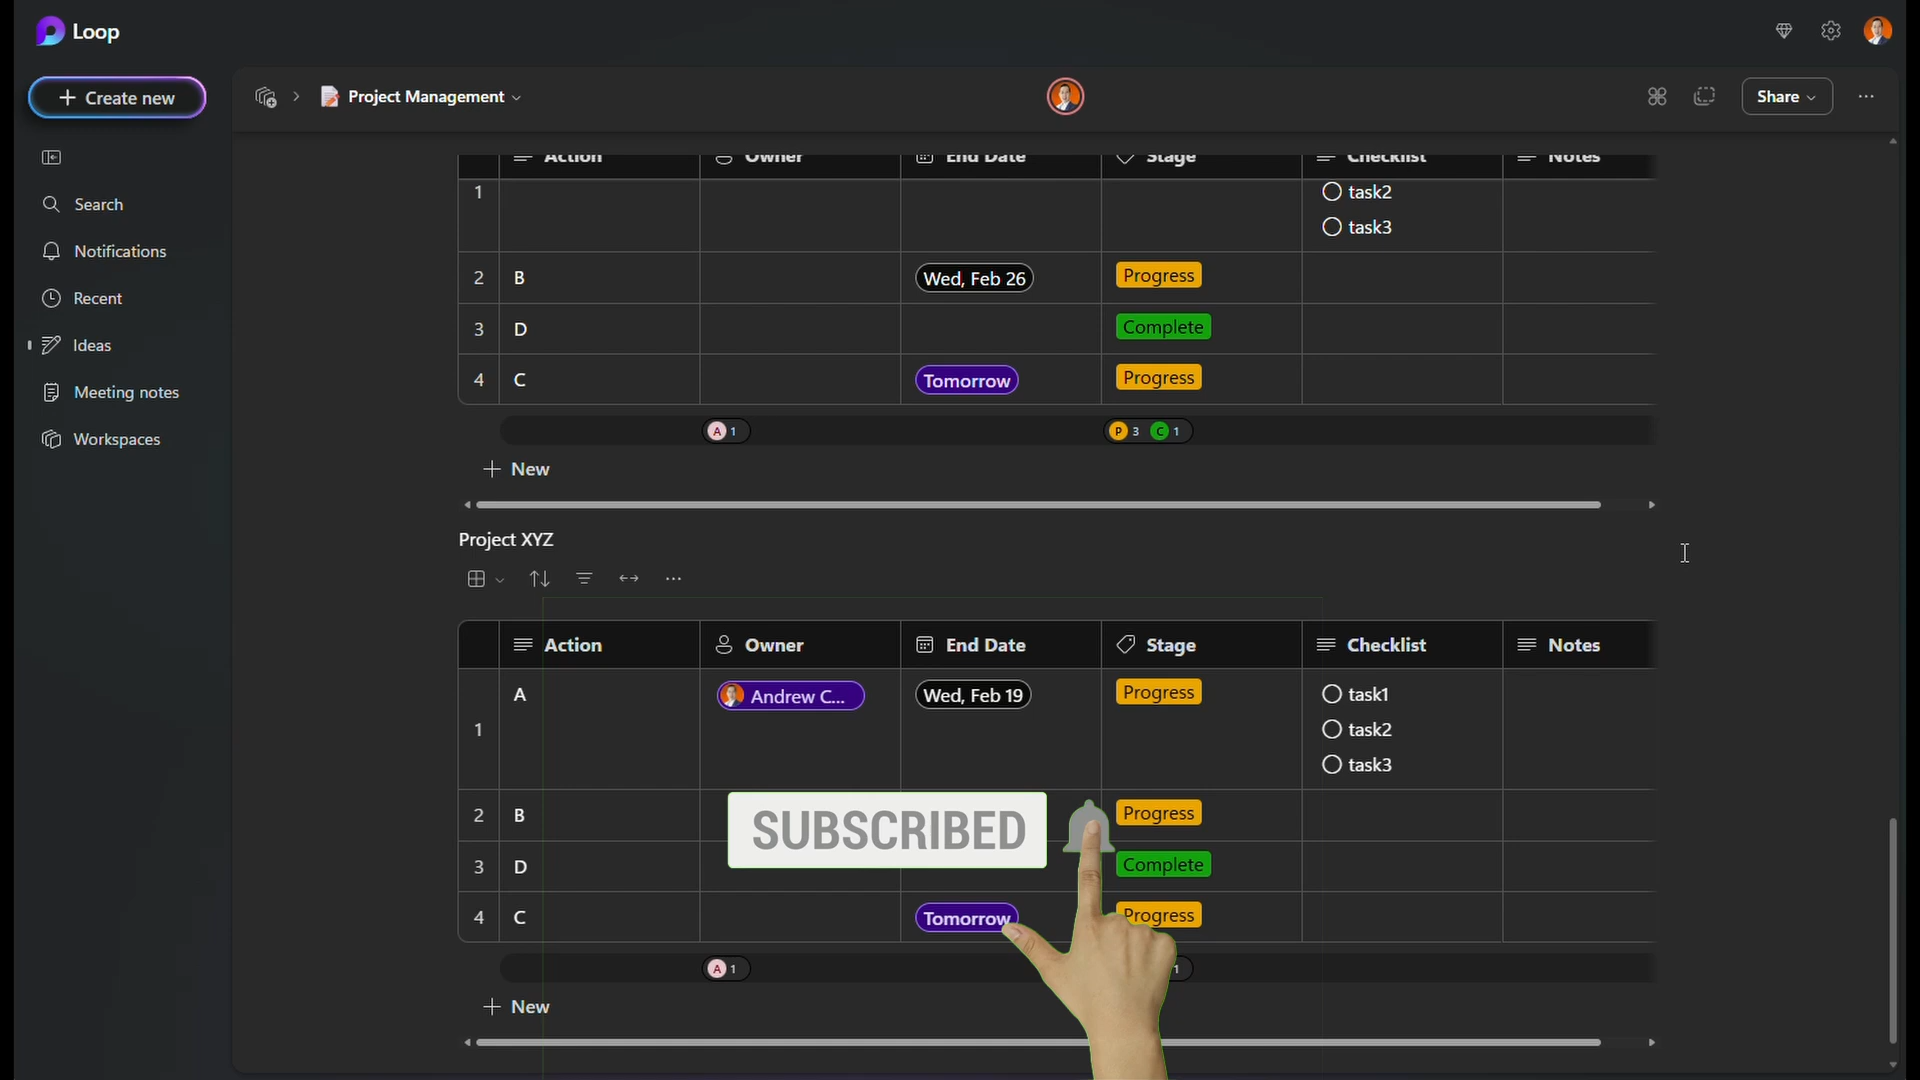 Loop
Create new
Project Management
Share
Search
Notifications
Recent
Ideas
Meeting notes
Workspaces
Action Owner End Date Stage Checklist Notes
1 task2
task3
2 B Wed, Feb 26 Progress
3 D Complete
4 C Tomorrow Progress
A 1 P 3 C 1
New
Project XYZ
Action Owner End Date Stage Checklist Notes
1 A Andrew C... Wed, Feb 19 Progress task1
task2
task3
2 B Progress
3 D Complete
4 C Tomorrow Progress
SUBSCRIBED
A 1 1
New